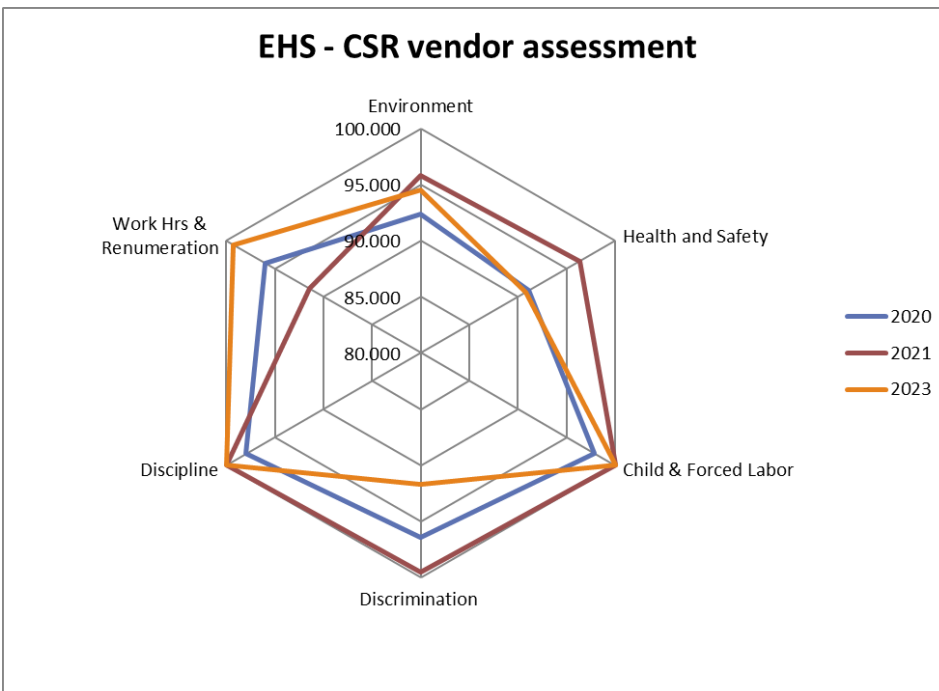 EHS - CSR vendor assessment
Environment
100.000
95.000
90.000
85.000
80.000
Work Hrs &
Renumeration
Health and Safety
2020
2021
2023
Discipline
Child & Forced Labor
Discrimination